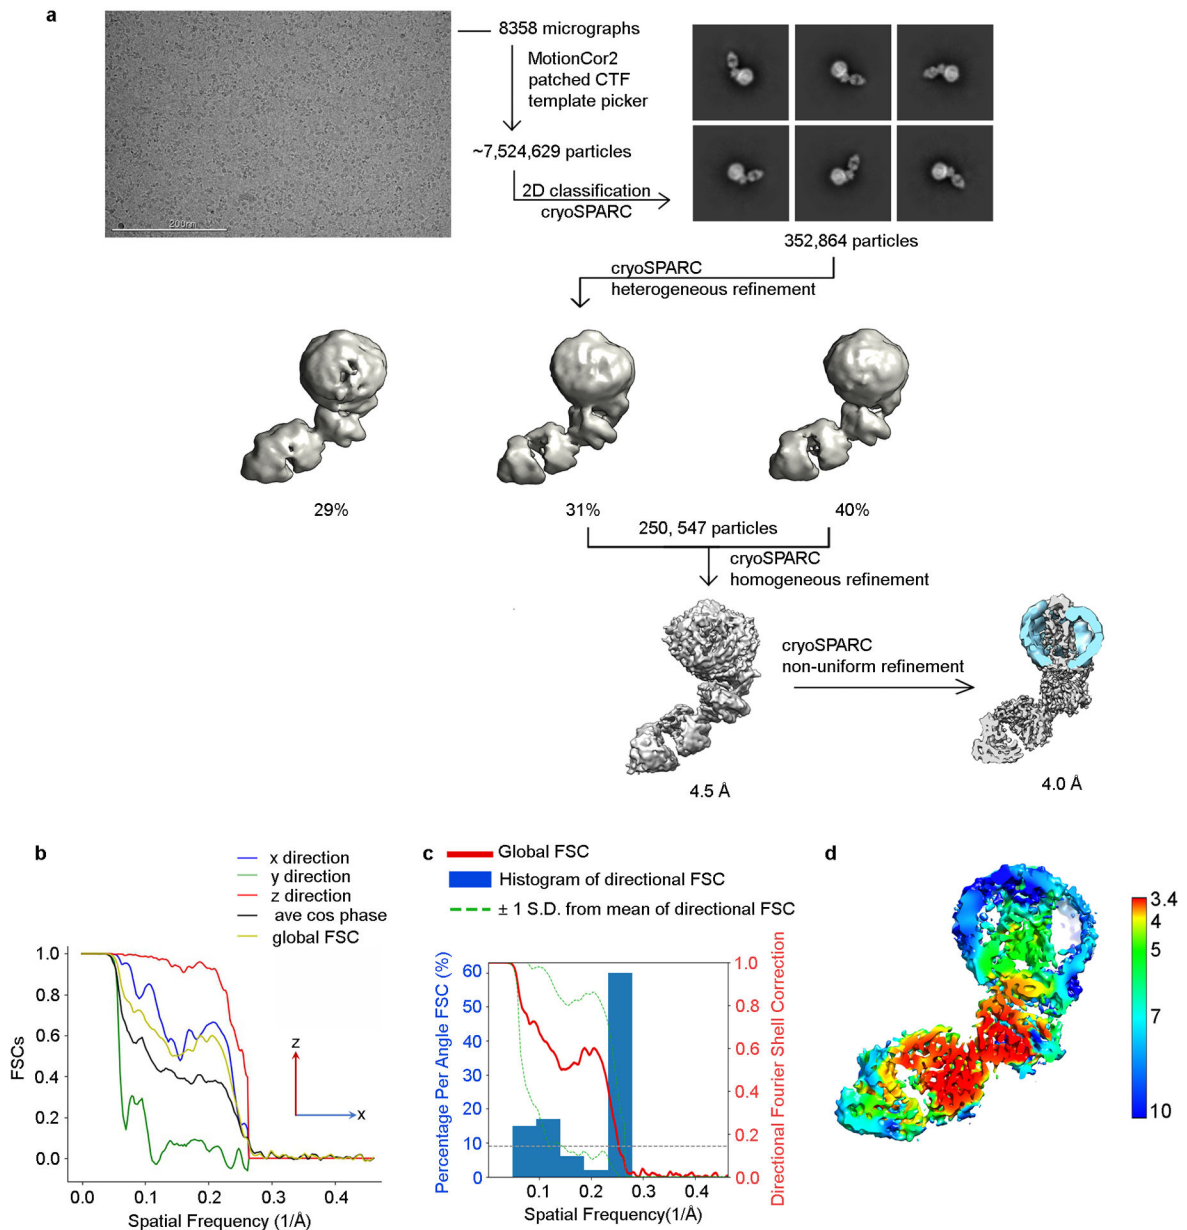 a
8358 micrographs
MotionCor2
patched CTF
template picker
~7,524,629 particles
2D classification
cryoSPARC
200nm
352,864 particles
cryoSPARC
heterogeneous refinement
29%
31%
40%
250, 547 particles
cryoSPARC
homogeneous refinement
cryoSPARC
non-uniform refinement
4.5 Å
4.0 Å
b
x direction
y direction
z direction
ave cos phase
global FSC
FSCs
1.0
0.8
0.6
0.4
0.2
0.0
z
x
0.0 0.1 0.2 0.3 0.4
Spatial Frequency (1/Å)
c
Global FSC
Histogram of directional FSC
± 1 S.D. from mean of directional FSC
Percentage Per Angle FSC (%)
60
50
40
30
20
10
0
1.0
0.8
0.6
0.4
0.2
0.0
Directional Fourier Shell Correction
0.1 0.2 0.3 0.4
Spatial Frequency(1/Å)
d
3.4
4
5
7
10